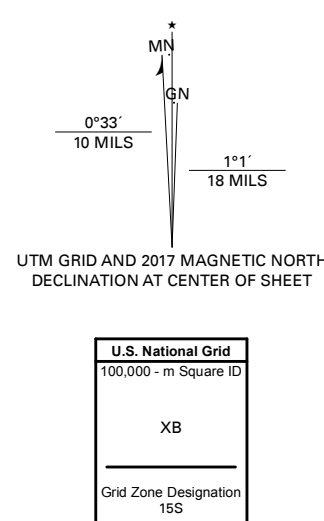 ★
MN
GN
0°33´
10 MILS
1°1´
18 MILS
UTM GRID AND 2017 MAGNETIC NORTH
DECLINATION AT CENTER OF SHEET
U.S. National Grid
100,000 - m Square ID
XB
Grid Zone Designation
15S